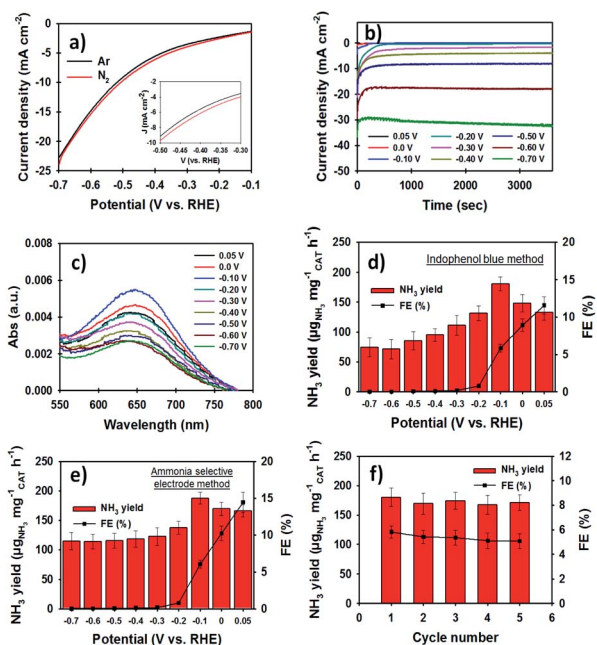 a)
Ar
N2
Current density (mA cm-2)
0
-5
-10
-15
-20
-25
-0.7 -0.6 -0.5 -0.4 -0.3 -0.2 -0.1
Potential (V vs. RHE)
J (mA cm-2)
-2
-4
-6
-8
-10
-0.50 -0.45 -0.40 -0.35 -0.30
V (vs. RHE)
b)
Current density (mA cm-2)
10
0
-10
-20
-30
-40
-50
0 1000 2000 3000
Time (sec)
0.05 V -0.20 V -0.50 V
0.0 V -0.30 V -0.60 V
-0.10 V -0.40 V -0.70 V
c)
Abs (a.u.)
0.008
0.006
0.004
0.002
0.000
550 600 650 700 750 800
Wavelength (nm)
0.05 V
0.0 V
-0.10 V
-0.20 V
-0.30 V
-0.40 V
-0.50 V
-0.60 V
-0.70 V
d)
Indophenol blue method
NH3 yield
FE (%)
NH3 yield (µgNH3 mg-1CAT h-1)
250
200
150
100
50
0
-0.7 -0.6 -0.5 -0.4 -0.3 -0.2 -0.1 0 0.05
Potential (V vs. RHE)
20
15
10
5
0
FE (%)
e)
Ammonia selective
electrode method
NH3 yield
FE (%)
NH3 yield (µgNH3 mg-1CAT h-1)
250
200
150
100
50
0
-0.7 -0.6 -0.5 -0.4 -0.3 -0.2 -0.1 0 0.05
Potential (V vs. RHE)
20
15
10
5
0
FE (%)
f)
NH3 yield
FE (%)
NH3 yield (µgNH3 mg-1CAT h-1)
250
200
150
100
50
0
0 1 2 3 4 5 6
Cycle number
12
10
8
6
4
2
0
FE (%)